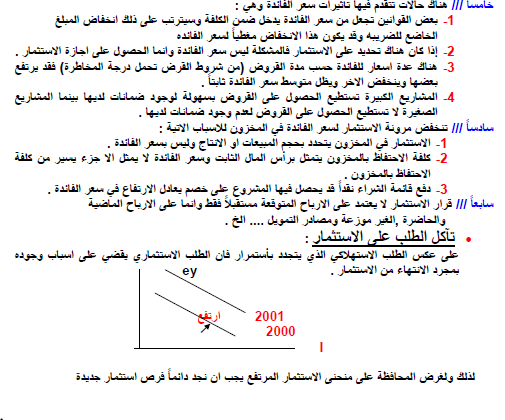 خامساً /// هناك حالات تتقدم فيها تأثيرات سعر الفائدة وهي :
1- بعض القوانين تجعل من سعر الفائدة يدخل ضمن الكلفة وسيترتب على ذلك انخفاض المبلغ
الخاضع للضريبة وقد يكون هذا الانخفاض مغطياً لسعر الفائده
2- إذا كان هناك تحديد على الاستثمار فالمشكلة ليس سعر الفائدة وانما الحصول على اجازة الاستثمار .
3- هناك عدة اسعار للفائدة حسب مدة القروض (من شروط القرض تحمل درجة المخاطرة) فقد يرتفع
بعضها وينخفض الاخر ويظل متوسط سعر الفائدة ثابتاً .
4- المشاريع الكبيرة تستطيع الحصول على القروض بسهولة لوجود ضمانات لديها بينما المشاريع
الصغيرة لا تستطيع الحصول على القروض لعدم وجود ضمانات لديها .
سادساً /// تنخفض مرونة الاستثمار لسعر الفائدة في المخزون للاسباب الاتية :
1- الاستثمار في المخزون يتحدد بحجم المبيعات او الانتاج وليس بسعر الفائدة .
2- كلفة الاحتفاظ بالمخزون يتمثل برأس المال الثابت وسعر الفائدة لا يمثل الا جزء يسير من كلفة
الاحتفاظ بالمخزون .
3- دفع قائمة الشراء نقداً قد يحصل فيها المشروع على خصم يعادل الارتفاع في سعر الفائدة .
سابعاً /// قرار الاستثمار لا يعتمد على الارباح المتوقعة مستقبلاً فقط وانما على الارباح الماضية
والحاضرة ,الغير موزعة ومصادر التمويل .... الخ .
• تآكل الطلب على الاستثمار :
على عكس الطلب الاستهلاكي الذي يتجدد بأستمرار فان الطلب الاستثماري يقضي على اسباب وجوده
بمجرد الانتهاء من الاستثمار .
ey
ارتفع
2001
2000
I
لذلك ولغرض المحافظة على منحنى الاستثمار المرتفع يجب ان نجد دائماً فرص استثمار جديدة